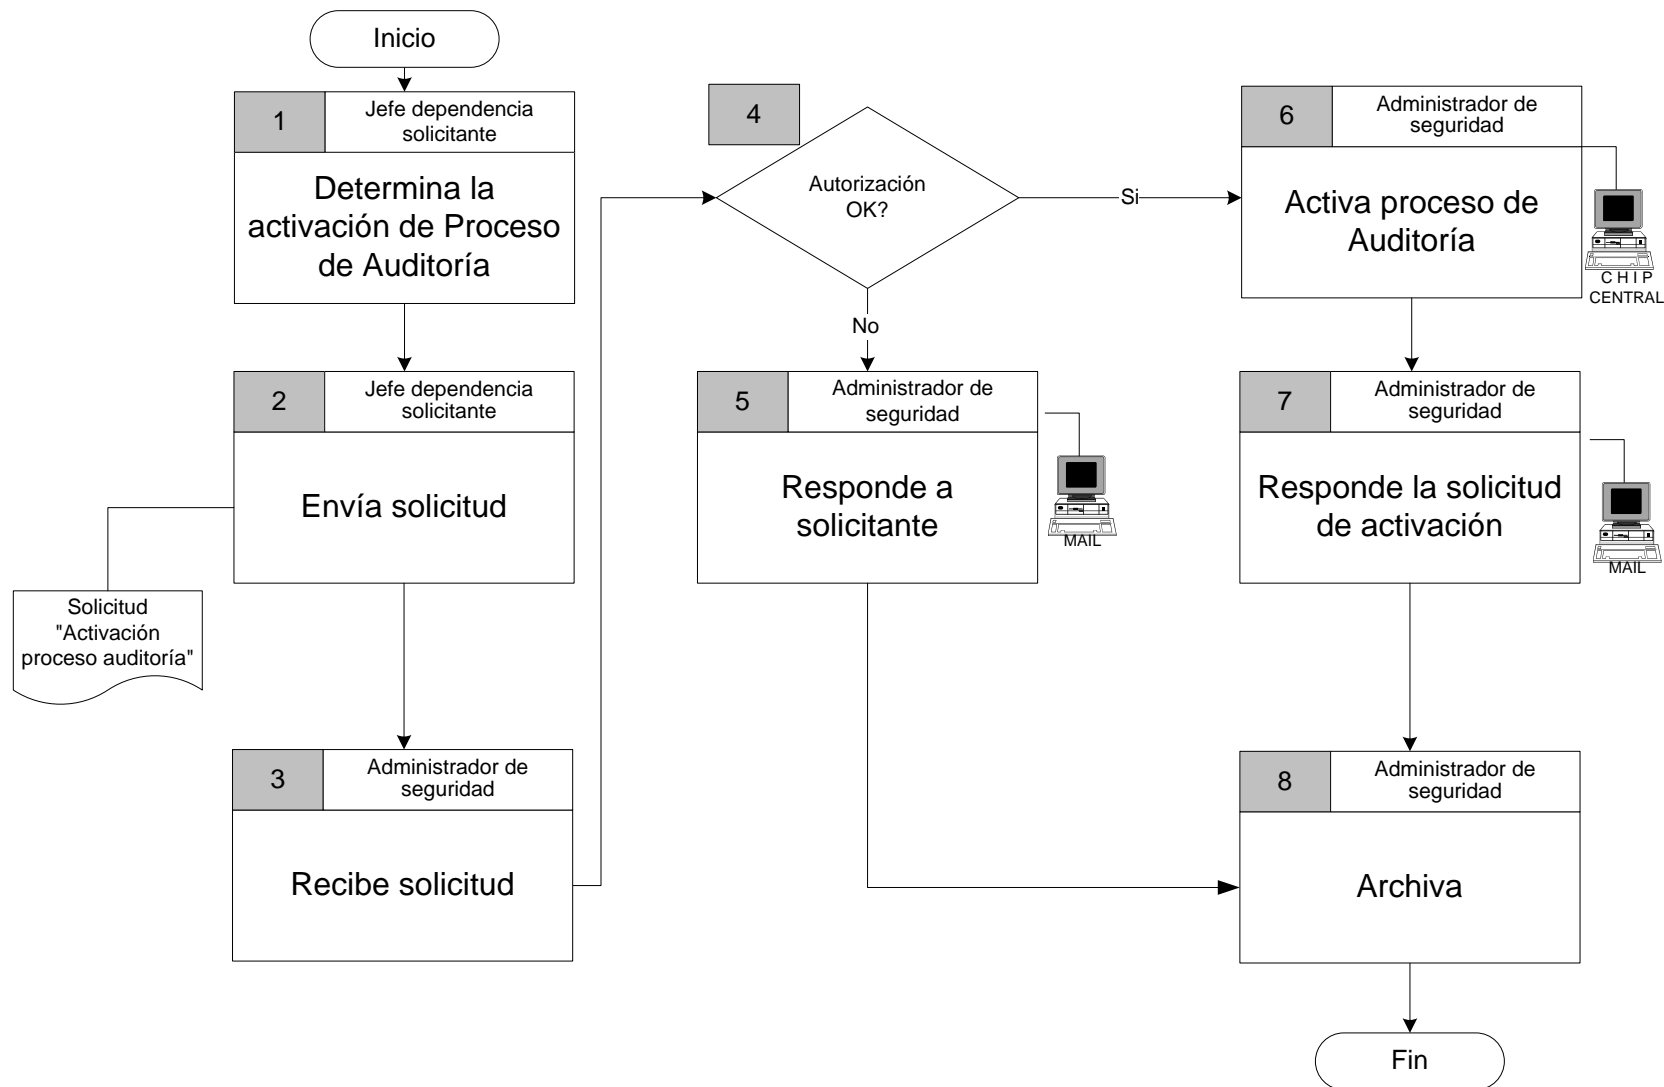 Inicio
1
Jefe dependencia
solicitante
Determina la
activación de Proceso
de Auditoría
2
Jefe dependencia
solicitante
Envía solicitud
Solicitud
"Activación
proceso auditoría"
3
Administrador de
seguridad
Recibe solicitud
4
Autorización
OK?
Si
No
5
Administrador de
seguridad
Responde a
solicitante
MAIL
6
Administrador de
seguridad
Activa proceso de
Auditoría
C H I P
CENTRAL
7
Administrador de
seguridad
Responde la solicitud
de activación
MAIL
8
Administrador de
seguridad
Archiva
Fin